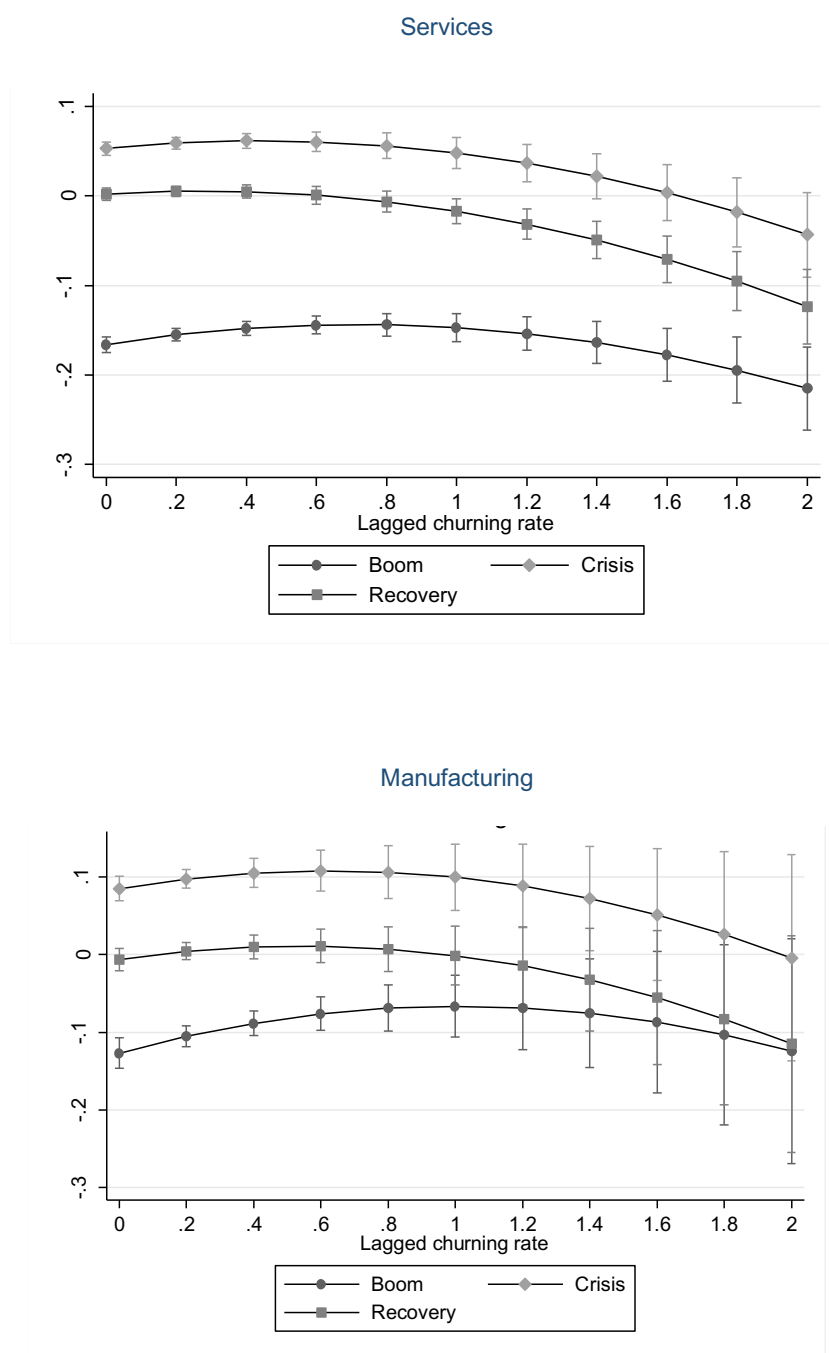 Services
.1
0
-.1
-.2
-.3
0 .2 .4 .6 .8 1 1.2 1.4 1.6 1.8 2
Lagged churning rate
Boom Crisis
Recovery
Manufacturing
.1
0
-.1
-.2
-.3
0 .2 .4 .6 .8 1 1.2 1.4 1.6 1.8 2
Lagged churning rate
Boom Crisis
Recovery